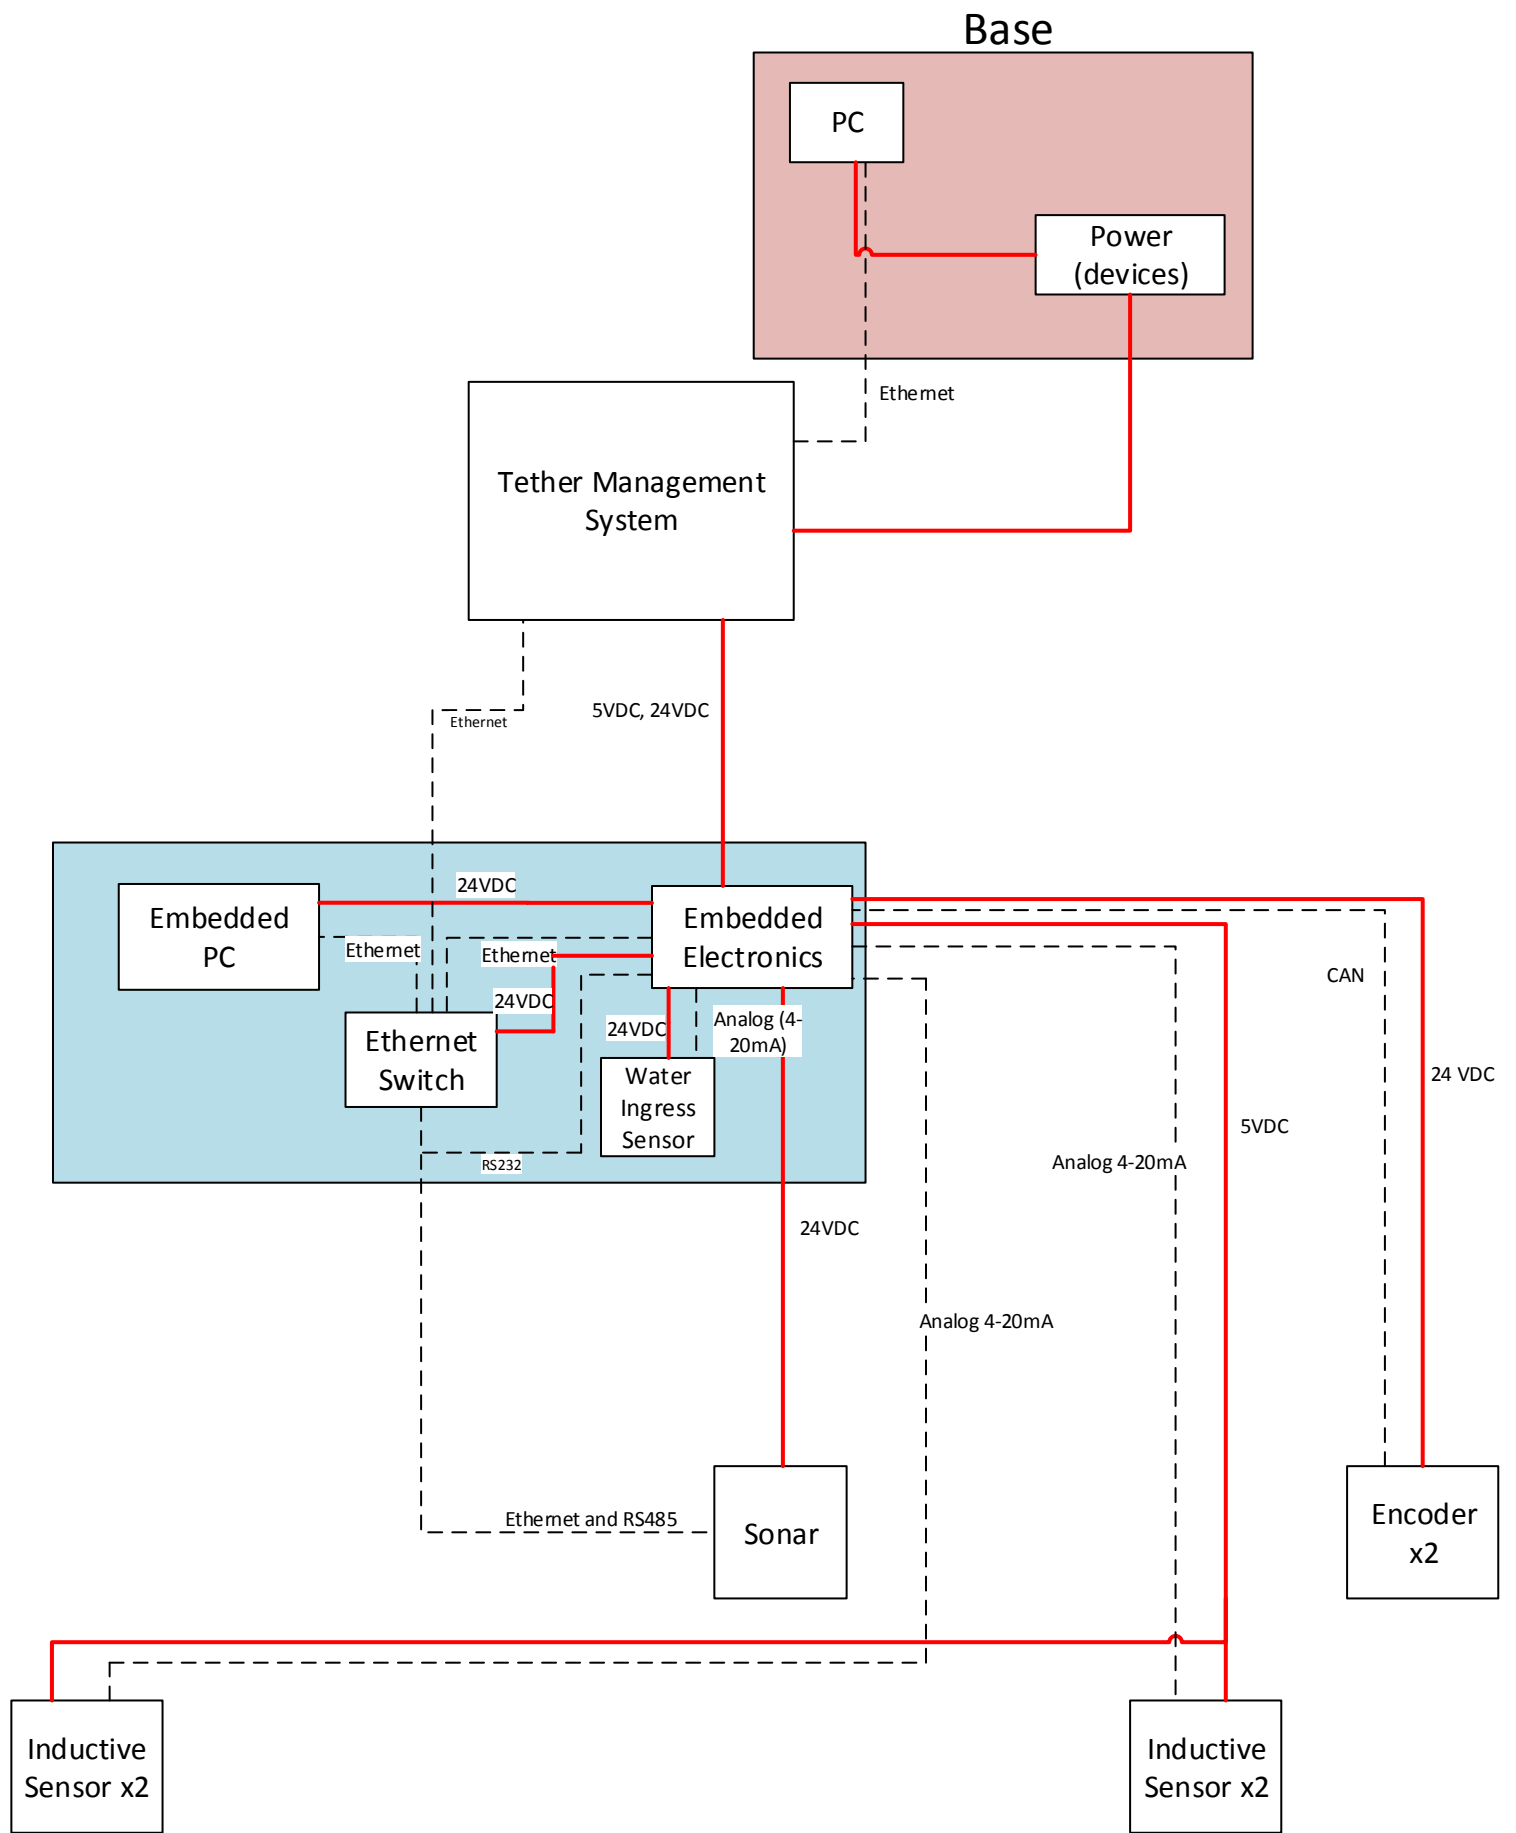 Base
PC
Power
(devices)
Ethernet
Tether Management
System
Ethernet
5VDC, 24VDC
24VDC
Embedded
PC
Embedded
Electronics
Ethernet
Ethernet
24VDC
CAN
Ethernet
Switch
24VDC
Analog (4-
20mA)
Water
Ingress
Sensor
24 VDC
5VDC
RS232
Analog 4-20mA
24VDC
Analog 4-20mA
Ethernet and RS485
Sonar
Encoder
x2
Inductive
Sensor x2
Inductive
Sensor x2